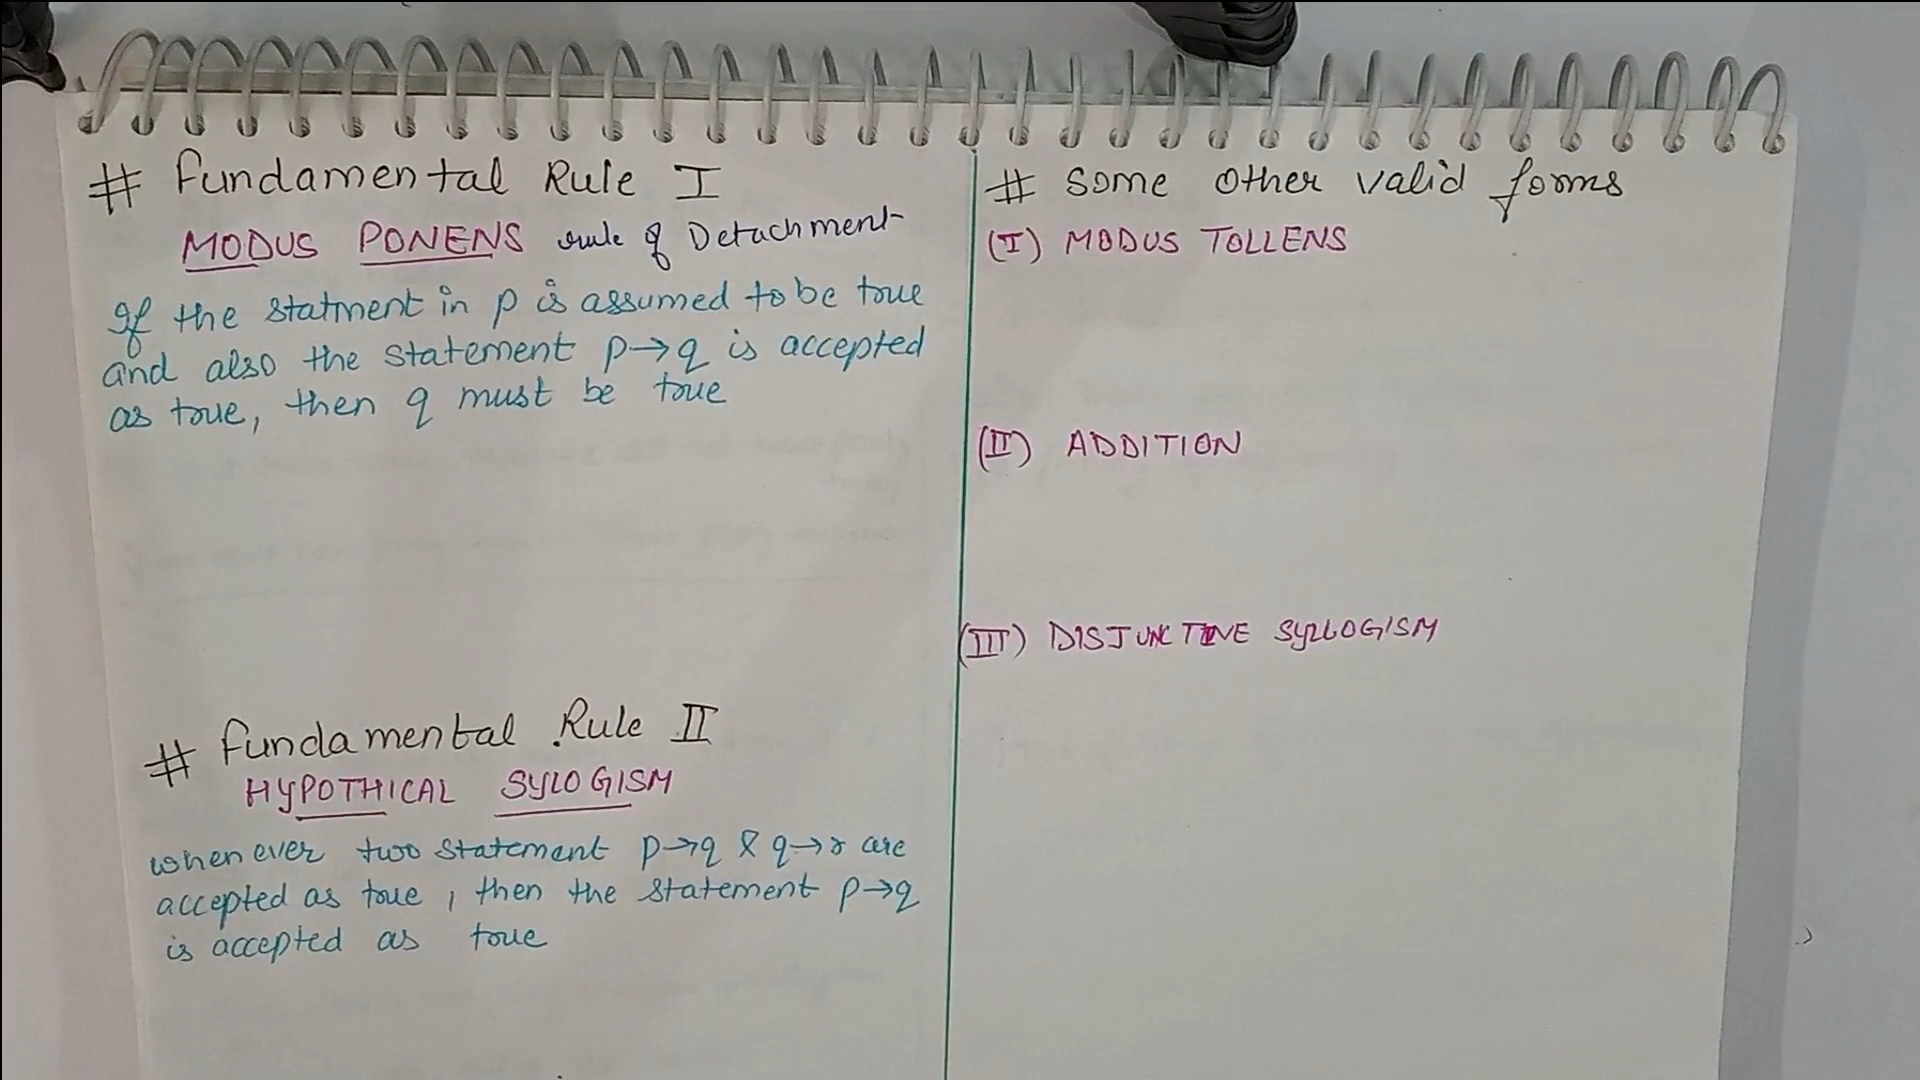 # Fundamental Rule I
MODUS PONENS rule of Detachment
If the statment in p is assumed to be true
and also the statement p→q is accepted
as true, then q must be true
# Fundamental Rule II
HYPOTHICAL SYLOGISM
when ever two statement p→q & q→r are
accepted as true, then the statement p→q
is accepted as true
# Some other valid forms
(I) MODUS TOLLENS
(II) ADDITION
(III) DISJUNCTIVE SYLLOGISM